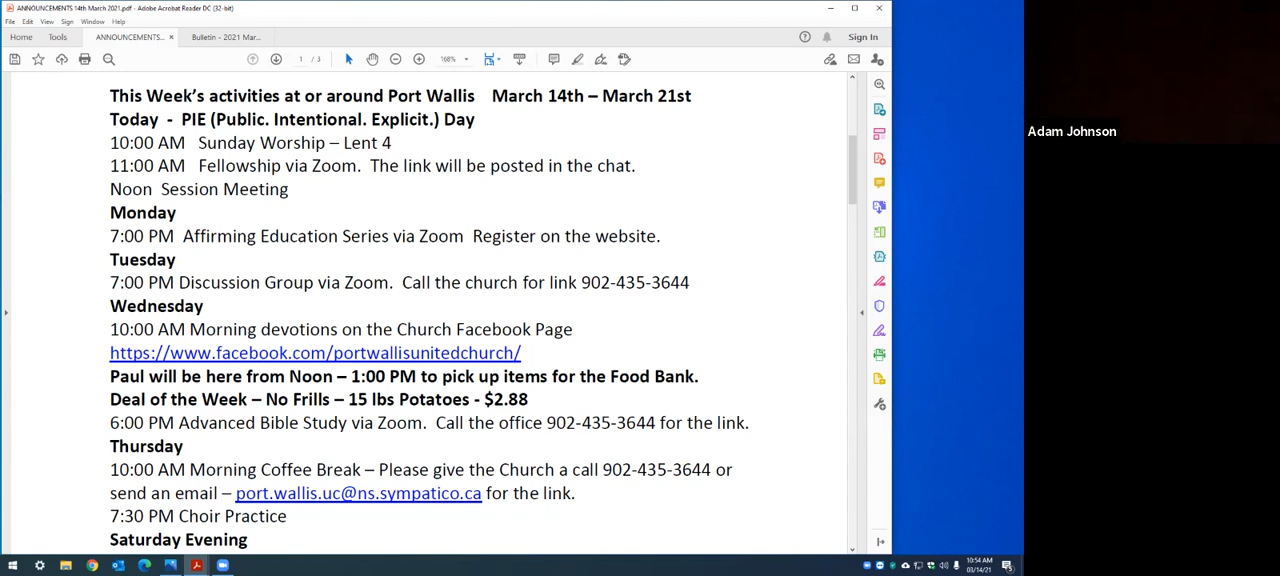 ANNOUNCEMENTS 14th March 2021.pdf - Adobe Acrobat Reader DC (32-bit)
File Edit View Sign Window Help
Home Tools ANNOUNCEMENTS... × Bulletin - 2021 Mar... Sign In
1 / 3 168%
This Week's activities at or around Port Wallis March 14th – March 21st
Today - PIE (Public. Intentional. Explicit.) Day
10:00 AM Sunday Worship – Lent 4
11:00 AM Fellowship via Zoom. The link will be posted in the chat.
Noon Session Meeting
Monday
7:00 PM Affirming Education Series via Zoom Register on the website.
Tuesday
7:00 PM Discussion Group via Zoom. Call the church for link 902-435-3644
Wednesday
10:00 AM Morning devotions on the Church Facebook Page
https://www.facebook.com/portwallisunitedchurch/
Paul will be here from Noon – 1:00 PM to pick up items for the Food Bank.
Deal of the Week – No Frills – 15 lbs Potatoes - $2.88
6:00 PM Advanced Bible Study via Zoom. Call the office 902-435-3644 for the link.
Thursday
10:00 AM Morning Coffee Break – Please give the Church a call 902-435-3644 or
send an email – port.wallis.uc@ns.sympatico.ca for the link.
7:30 PM Choir Practice
Saturday Evening
Adam Johnson
10:54 AM
03/14/21